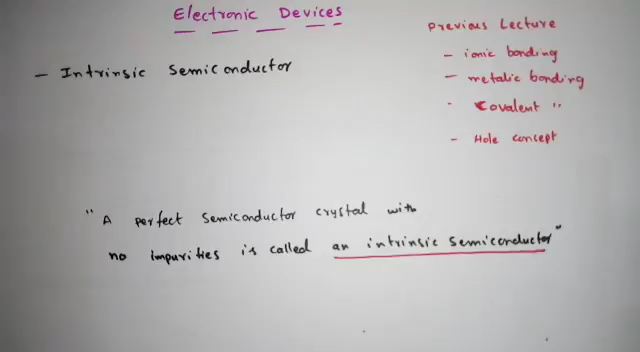 Electronic Devices
- Intrinsic Semiconductor
Previous Lecture
- ionic bonding
- metalic bonding
- Covalent "
- Hole concept
"A perfect semiconductor crystal with
no impurities is called an intrinsic semiconductor"